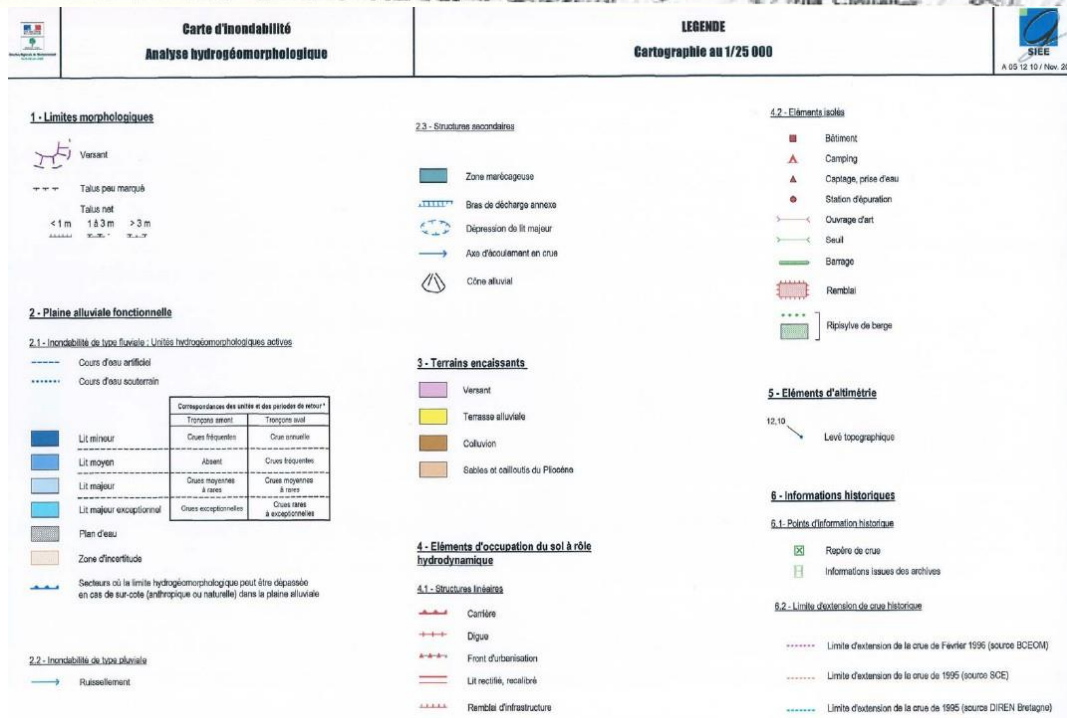 Carte d'inondabilité
Analyse hydrogéomorphologique
LEGENDE
Cartographie au 1/25 000
SIEE
A 05 12 10 / Nov. 20
1 - Limites morphologiques
Versant
Talus peu marqué
Talus net
< 1 m 1 à 3 m > 3 m
2 - Plaine alluviale fonctionnelle
2.1 - Inondabilité de type fluviale : Unités hydrogéomorphologiques actives
Cours d'eau artificiel
Cours d'eau souterrain
Correspondances des unités et des périodes de retour *
Tronçons amont Tronçons aval
Lit mineur Crues fréquentes Crue annuelle
Lit moyen Absent Crues fréquentes
Lit majeur Crues moyennes à rares Crues moyennes à rares
Lit majeur exceptionnel Crues exceptionnelles Crues rares à exceptionnelles
Plan d'eau
Zone d'incertitude
Secteurs où la limite hydrogéomorphologique peut être dépassée
en cas de sur-cote (anthropique ou naturelle) dans la plaine alluviale
2.2 - Inondabilité de type pluviale
Ruissellement
2.3 - Structures secondaires
Zone marécageuse
Bras de décharge annexe
Dépression de lit majeur
Axe d'écoulement en crue
Cône alluvial
3 - Terrains encaissants
Versant
Terrasse alluviale
Colluvion
Sables et cailloutis du Pliocène
4 - Eléments d'occupation du sol à rôle
hydrodynamique
4.1 - Structures linéaires
Carrière
Digue
Front d'urbanisation
Lit rectifié, recalibré
Remblai d'infrastructure
4.2 - Eléments isolés
Bâtiment
Camping
Captage, prise d'eau
Station d'épuration
Ouvrage d'art
Seuil
Barrage
Remblai
Ripisylve de berge
5 - Eléments d'altimétrie
12,10
Levé topographique
6 - Informations historiques
6.1- Points d'information historique
Repère de crue
Informations issues des archives
6.2 - Limite d'extension de crue historique
Limite d'extension de la crue de Février 1996 (source BCEOM)
Limite d'extension de la crue de 1995 (source SCE)
Limite d'extension de la crue de 1995 (source DIREN Bretagne)